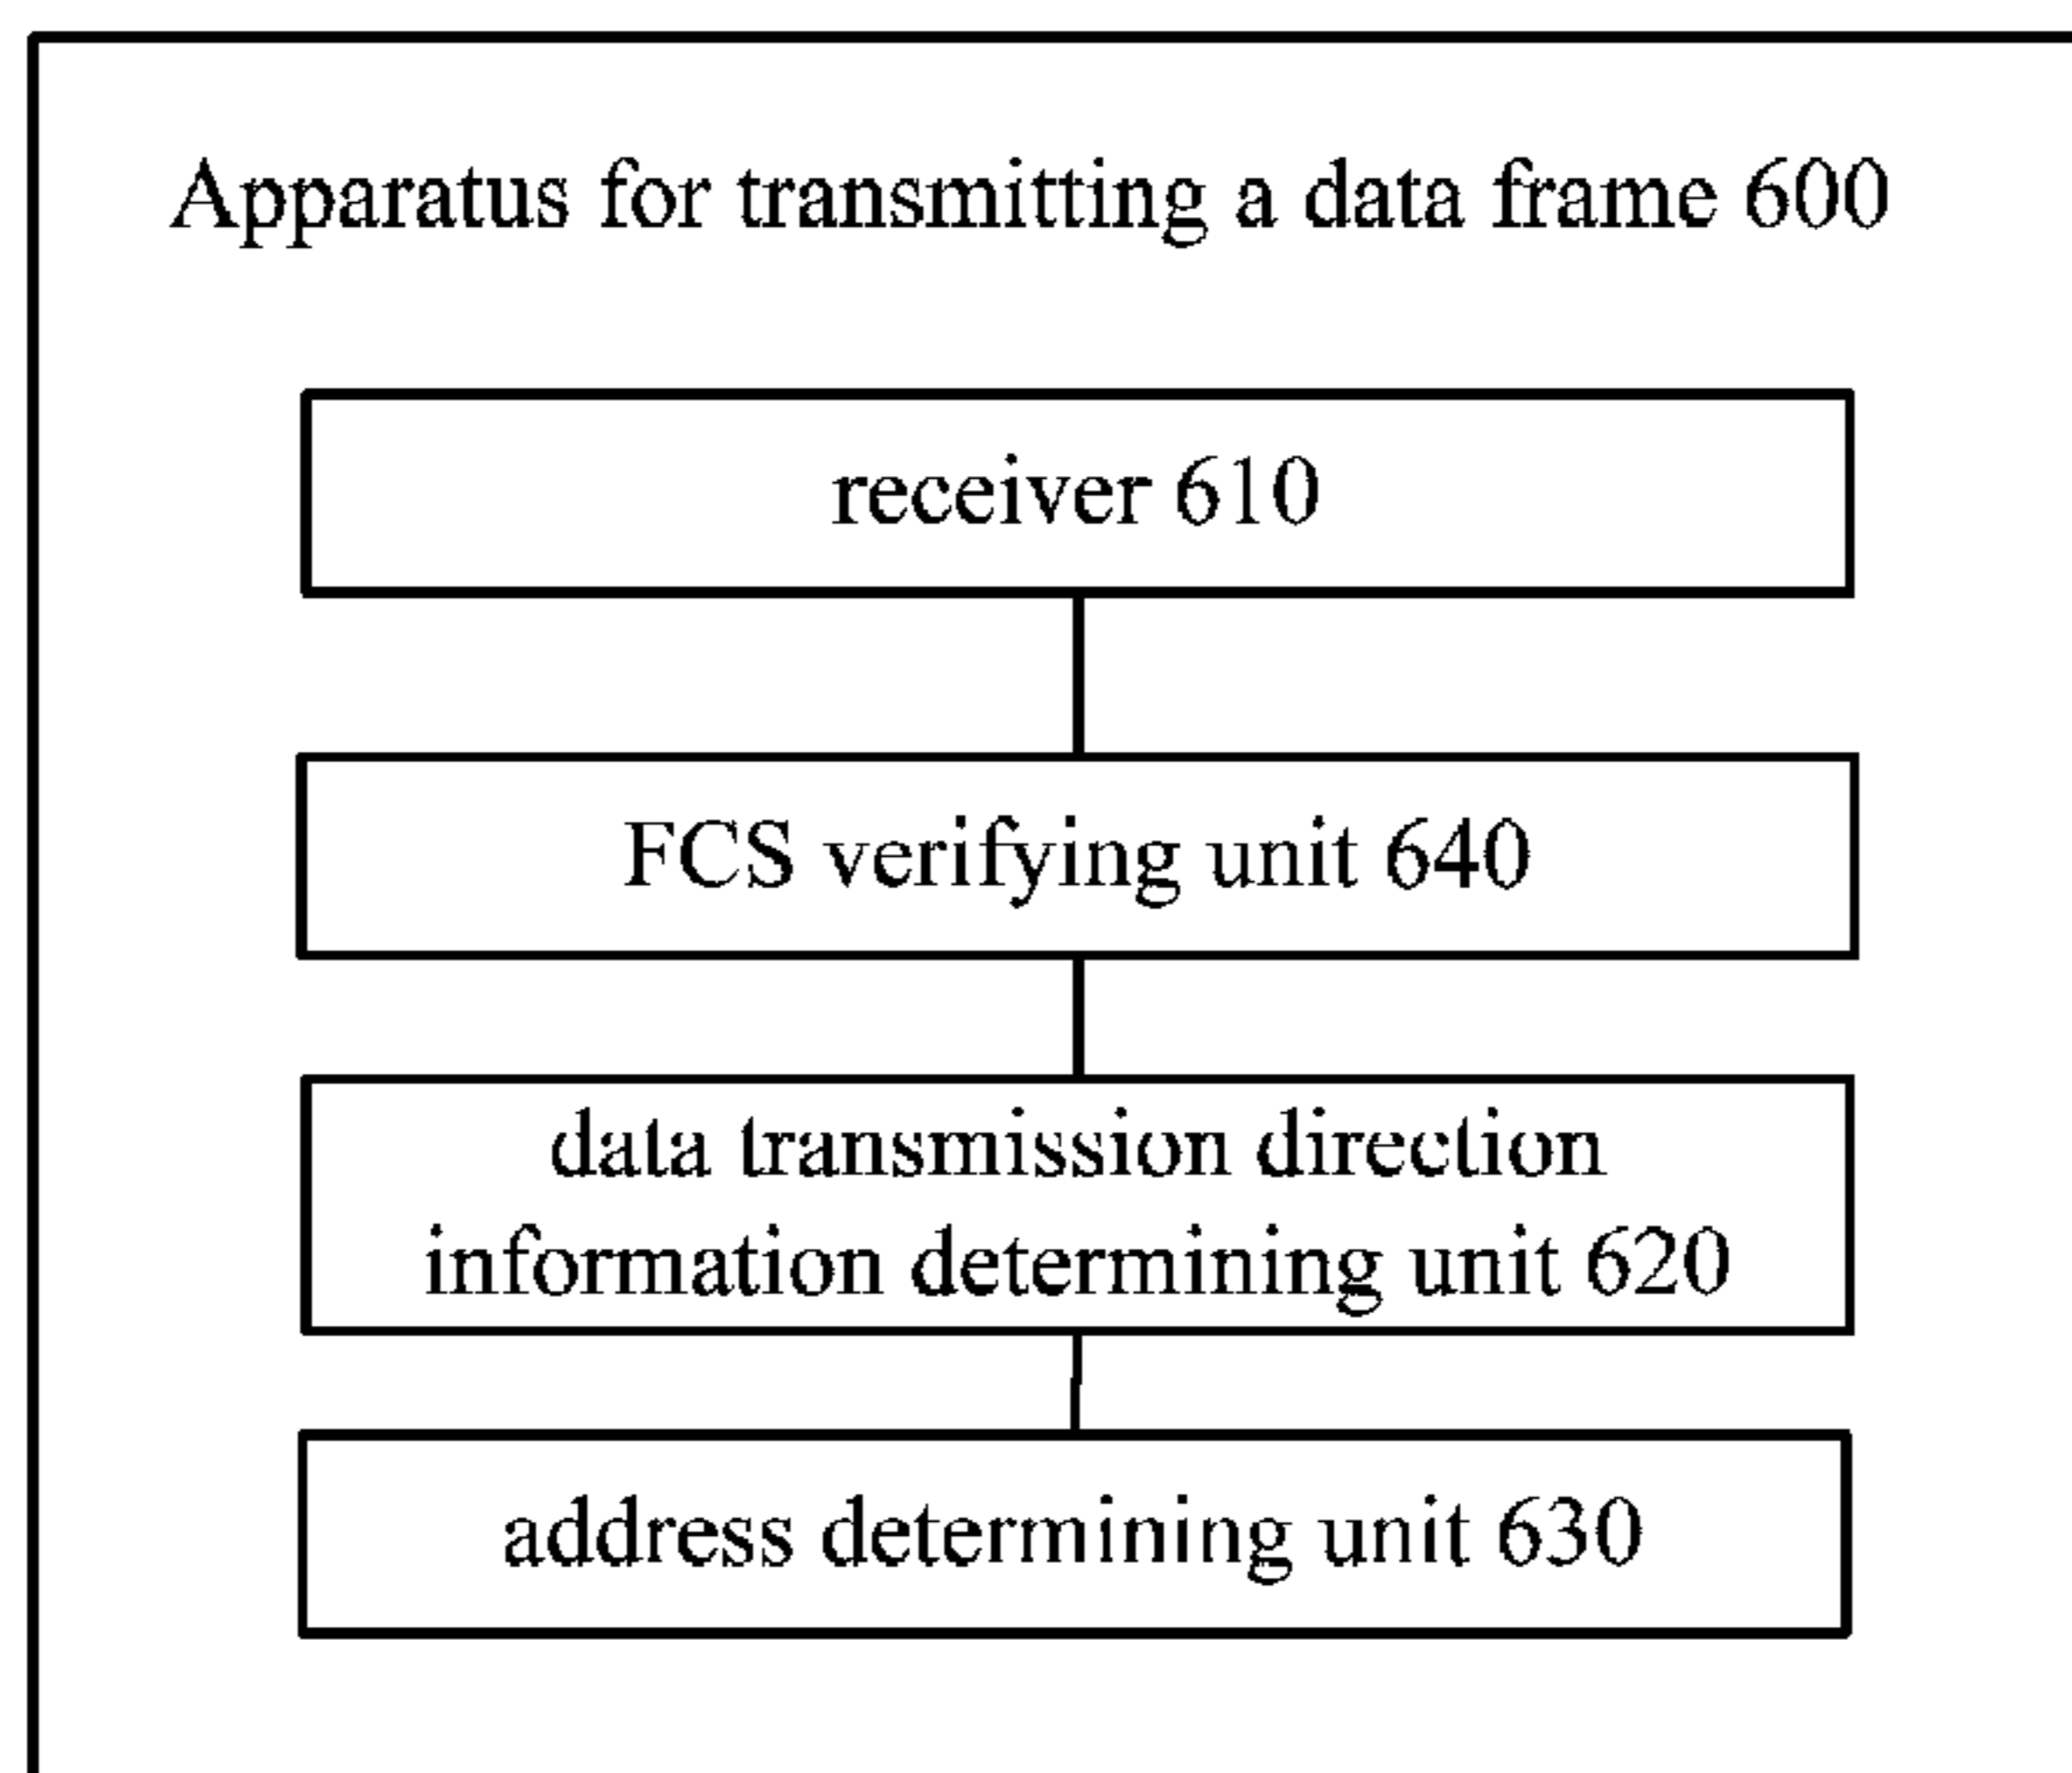 Apparatus for transmitting a data frame 600
receiver 610
FCS verifying unit 640
data transmission direction
information determining unit 620
address determining unit 630